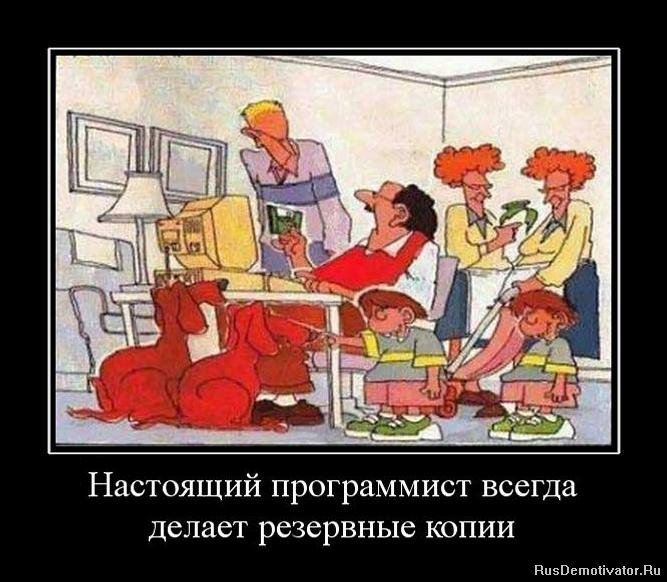 Настоящий программист всегда
делает резервные копии
RusDemotivator.Ru